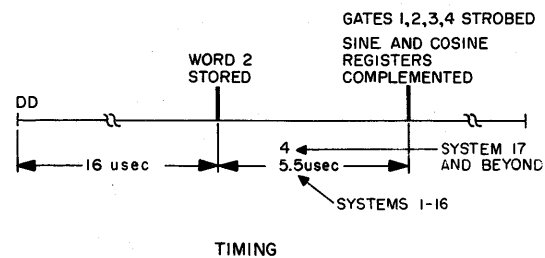 GATES 1,2,3,4 STROBED
SINE AND COSINE
REGISTERS
COMPLEMENTED
WORD 2
STORED
DD
16 usec
4
5.5usec
SYSTEM 17
AND BEYOND
SYSTEMS 1-16
TIMING